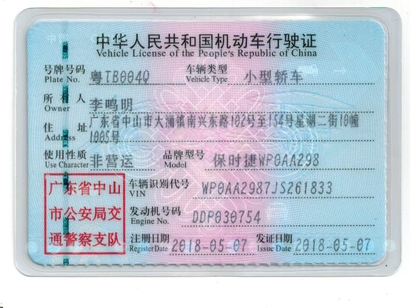 中华人民共和国机动车行驶证
Vehicle License of the People's Republic of China
号牌号码 粤TB004Q 车辆类型 小型轿车
Plate No. Vehicle Type
所有人 李鸣明
Owner
住址 广东省中山市大涌镇南兴东路102号至154号星湖二街10幢
Address 1005号
使用性质 非营运 品牌型号 保时捷WP0AA298
Use Character Model
广东省中山
市公安局交
通警察支队
车辆识别代号 WP0AA2987JS261833
VIN
发动机号码 DDP030754
Engine No.
注册日期 2018-05-07 发证日期 2018-05-07
Register Date Issue Date